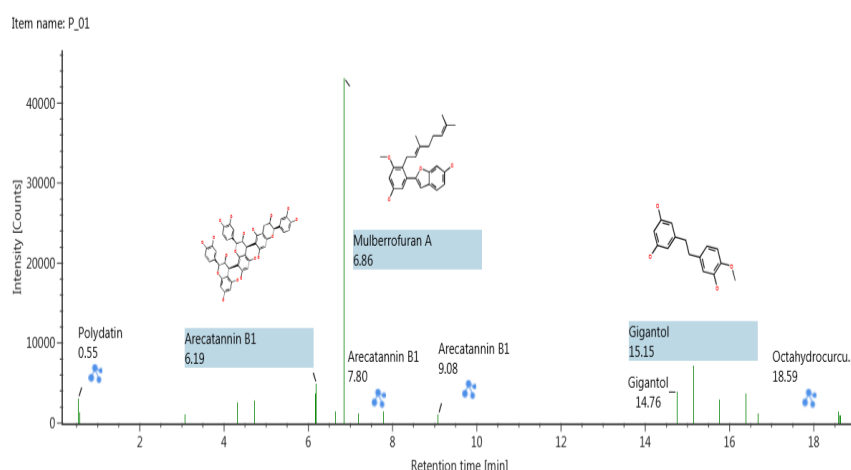 Item name: P_01
Intensity [Counts]
40000
30000
20000
10000
0
Polydatin
0.55
Arecatannin B1
6.19
Mulberrofuran A
6.86
Arecatannin B1
7.80
Arecatannin B1
9.08
Gigantol
14.76
Gigantol
15.15
Octahydrocurcu.
18.59
2 4 6 8 10 12 14 16 18
Retention time [min]